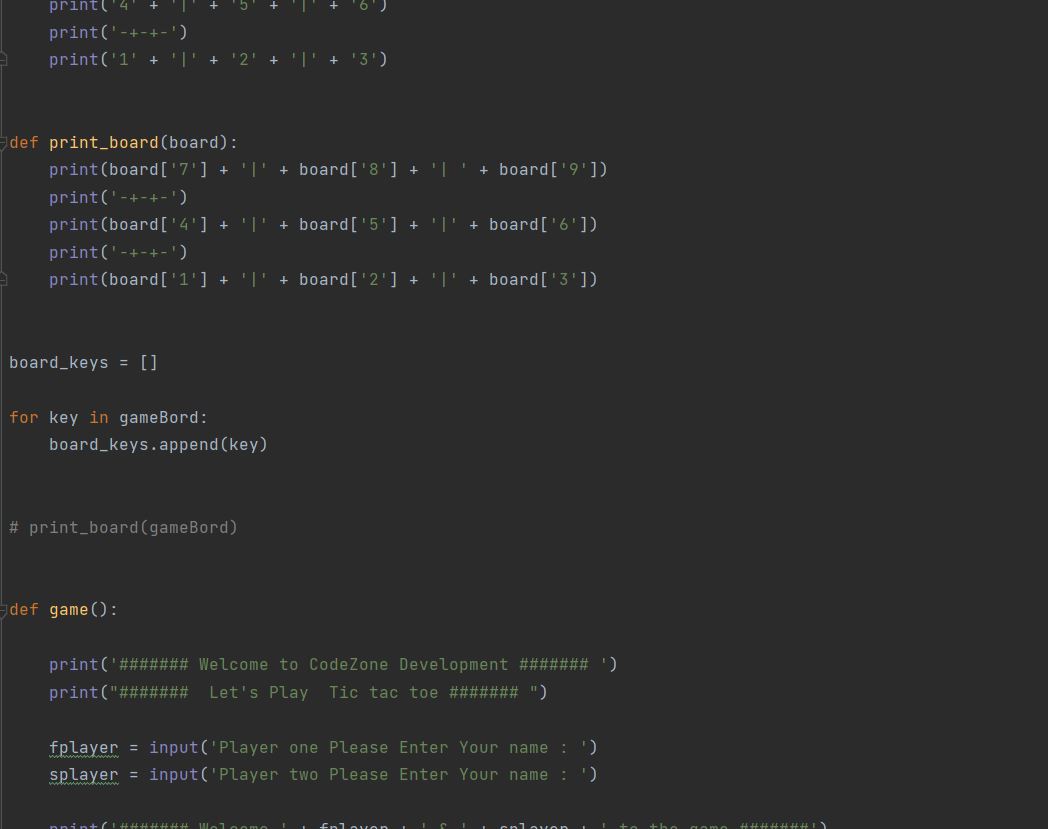 print('4' + '|' + '5' + '|' + '6')
    print('-+-+-')
    print('1' + '|' + '2' + '|' + '3')
def print_board(board):
    print(board['7'] + '|' + board['8'] + '| ' + board['9'])
    print('-+-+-')
    print(board['4'] + '|' + board['5'] + '|' + board['6'])
    print('-+-+-')
    print(board['1'] + '|' + board['2'] + '|' + board['3'])
board_keys = []
for key in gameBord:
    board_keys.append(key)
# print_board(gameBord)
def game():
    print('####### Welcome to CodeZone Development ####### ')
    print("#######  Let's Play  Tic tac toe ####### ")
    fplayer = input('Player one Please Enter Your name : ')
    splayer = input('Player two Please Enter Your name : ')
    print('####### Welcome ' + fplayer + ' & ' + splayer + ' to the game #######')